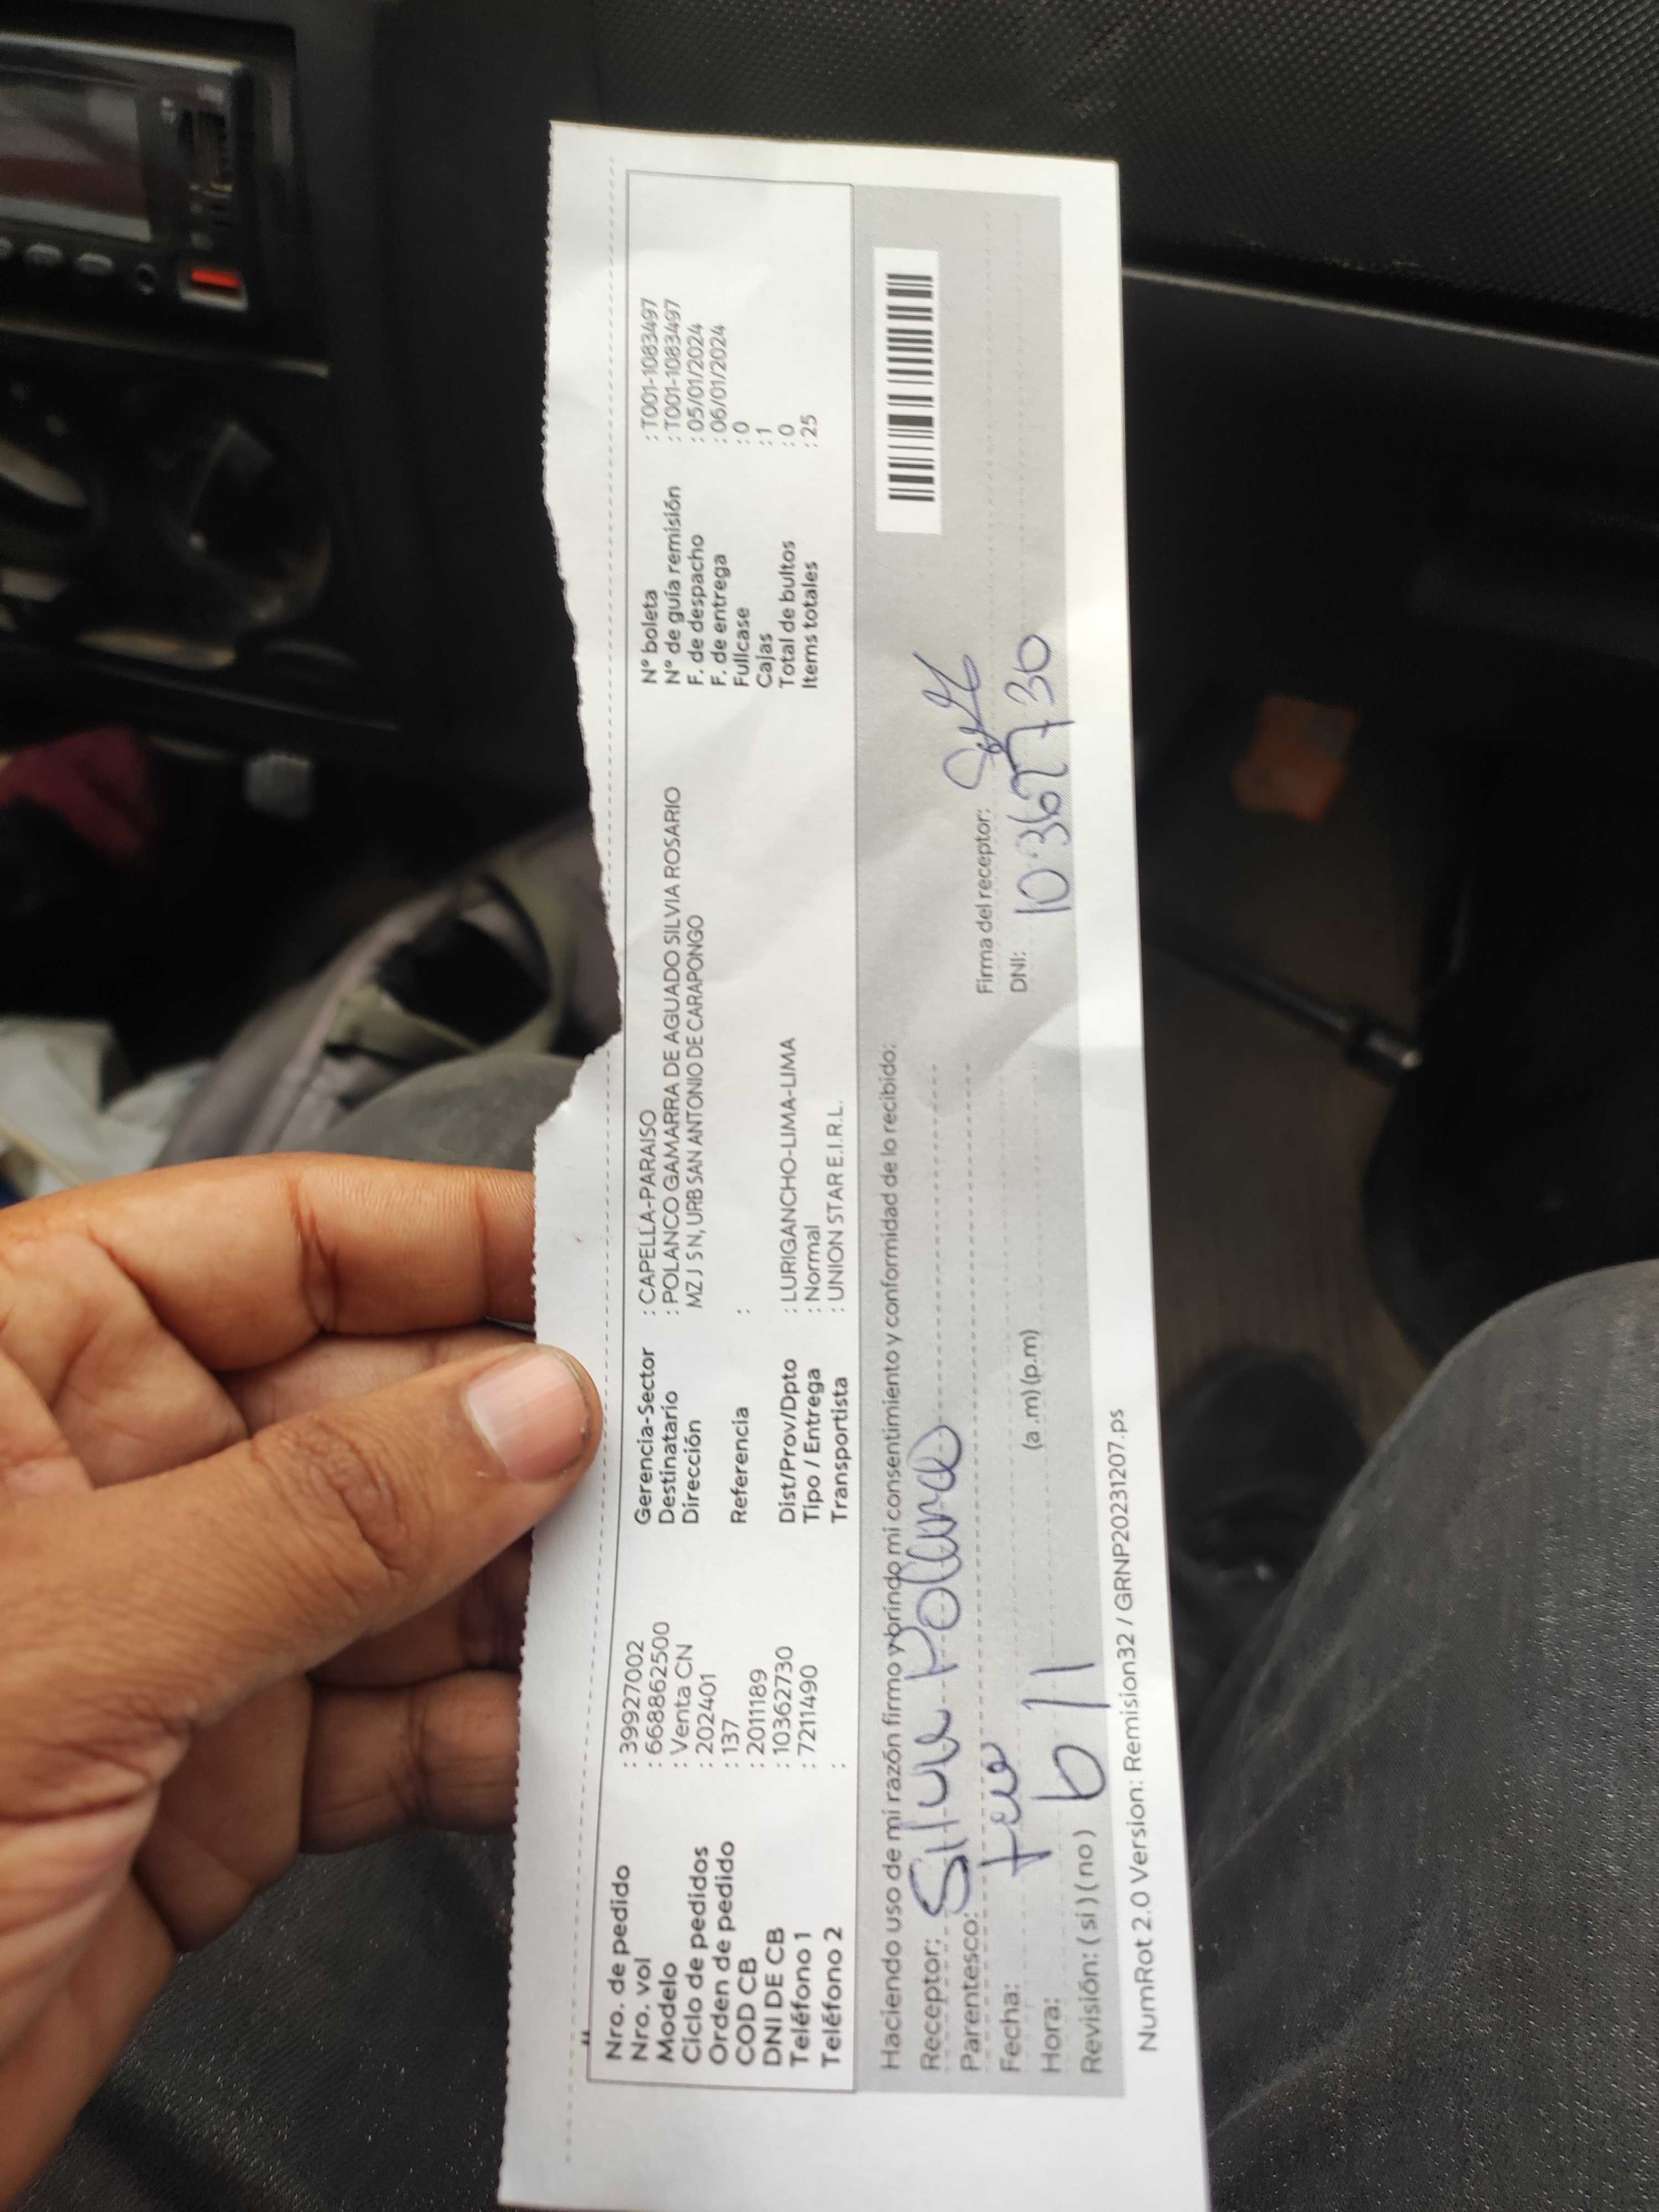 Nro. de pedido : 39927002
Nro. vol : 66886862500
Modelo : Venta CN
Ciclo de pedidos : 202401
Orden de pedido : 137
COD CB : 2011189
DNI DE CB : 10362730
Teléfono 1 : 7211490
Teléfono 2 :
Gerencia-Sector : CAPELLA-PARAISO
Destinatario : POLANCO GAMARRA DE AGUADO SILVIA ROSARIO
Dirección MZ J S N, URB SAN ANTONIO DE CARAPONGO
Referencia :
Dist/Prov/Dpto : LURIGANCHO-LIMA-LIMA
Tipo / Entrega : Normal
Transportista : UNION STAR E.I.R.L.
N° boleta : T001-1083497
N° de guía remisión : T001-1083497
F. de despacho : 05/01/2024
F. de entrega : 06/01/2024
Fullcase : 0
Cajas : 1
Total de bultos : 0
Items totales : 25
Haciendo uso de mi razón firmo y brindo mi consentimiento y conformidad de lo recibido:
Receptor: Silvia Polanco
Parentesco:
Fecha:
Hora: (a .m) (p.m)
Revisión: ( si ) ( no )
Firma del receptor:
DNI: 10362730
NumRot 2.0 Version: Remision32 / GRNP20231207.ps